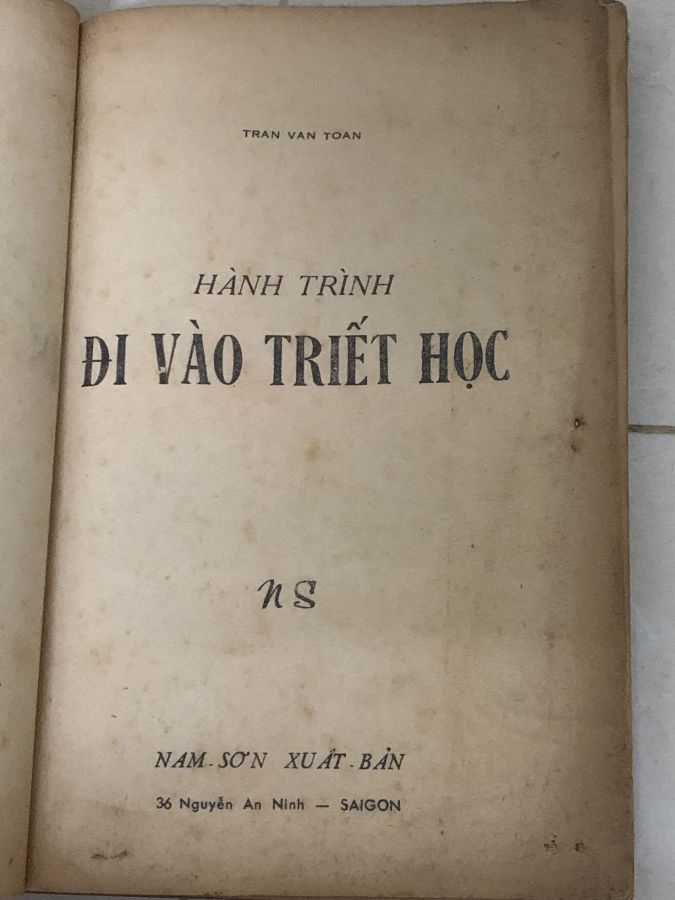 TRAN VAN TOAN
HÀNH TRÌNH
ĐI VÀO TRIẾT HỌC
NS
NAM-SƠN XUẤT-BẢN
36 Nguyễn An Ninh — SAIGON